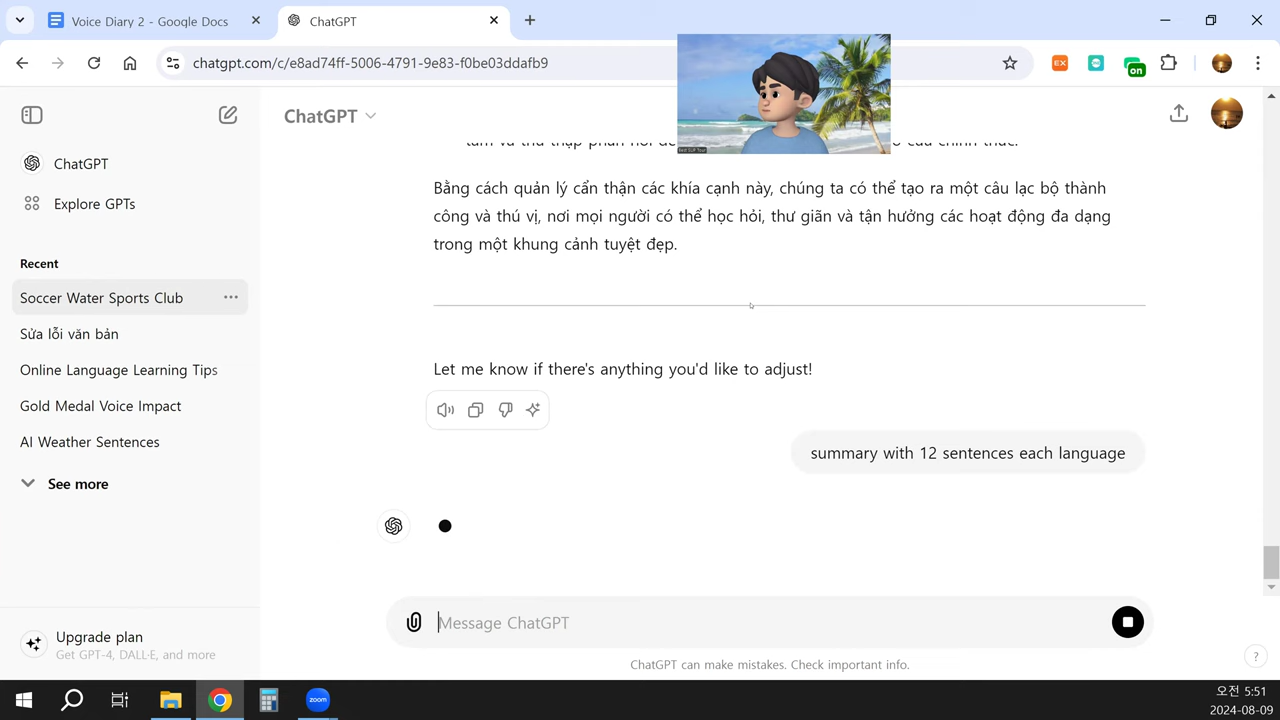 Voice Diary 2 - Google Docs
ChatGPT
chatgpt.com/c/e8ad74ff-5006-4791-9e83-f0be03ddafb9
EX
on
ChatGPT
Explore GPTs
Recent
Soccer Water Sports Club
Sửa lỗi văn bản
Online Language Learning Tips
Gold Medal Voice Impact
AI Weather Sentences
See more
Upgrade plan
Get GPT-4, DALL·E, and more
ChatGPT
Bằng cách quản lý cẩn thận các khía cạnh này, chúng ta có thể tạo ra một câu lạc bộ thành
công và thú vị, nơi mọi người có thể học hỏi, thư giãn và tận hưởng các hoạt động đa dạng
trong một khung cảnh tuyệt đẹp.
Let me know if there's anything you'd like to adjust!
summary with 12 sentences each language
Message ChatGPT
ChatGPT can make mistakes. Check important info.
?
zoom
오전 5:51
2024-08-09